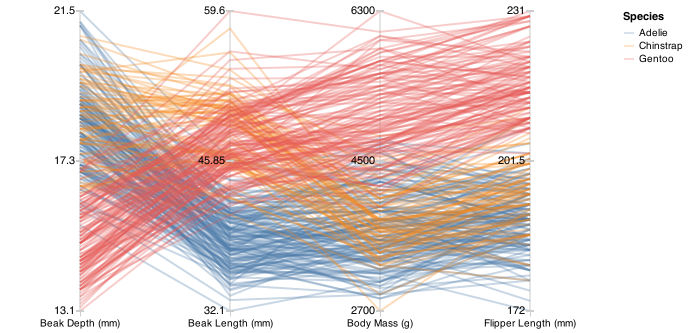 21.5 59.6 6300 231
Species
Adelie
Chinstrap
Gentoo
17.3 45.85 4500 201.5
13.1 32.1 2700 172
Beak Depth (mm) Beak Length (mm) Body Mass (g) Flipper Length (mm)